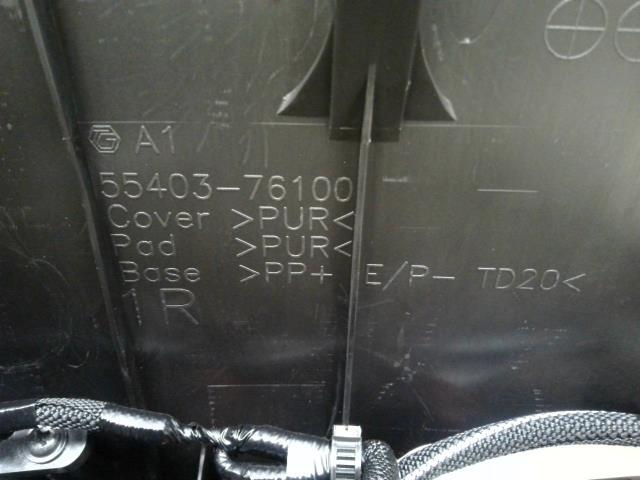 A1
55403-76100
Cover >PUR<
Pad >PUR<
Base >PP+ E/P- TD20<
1R